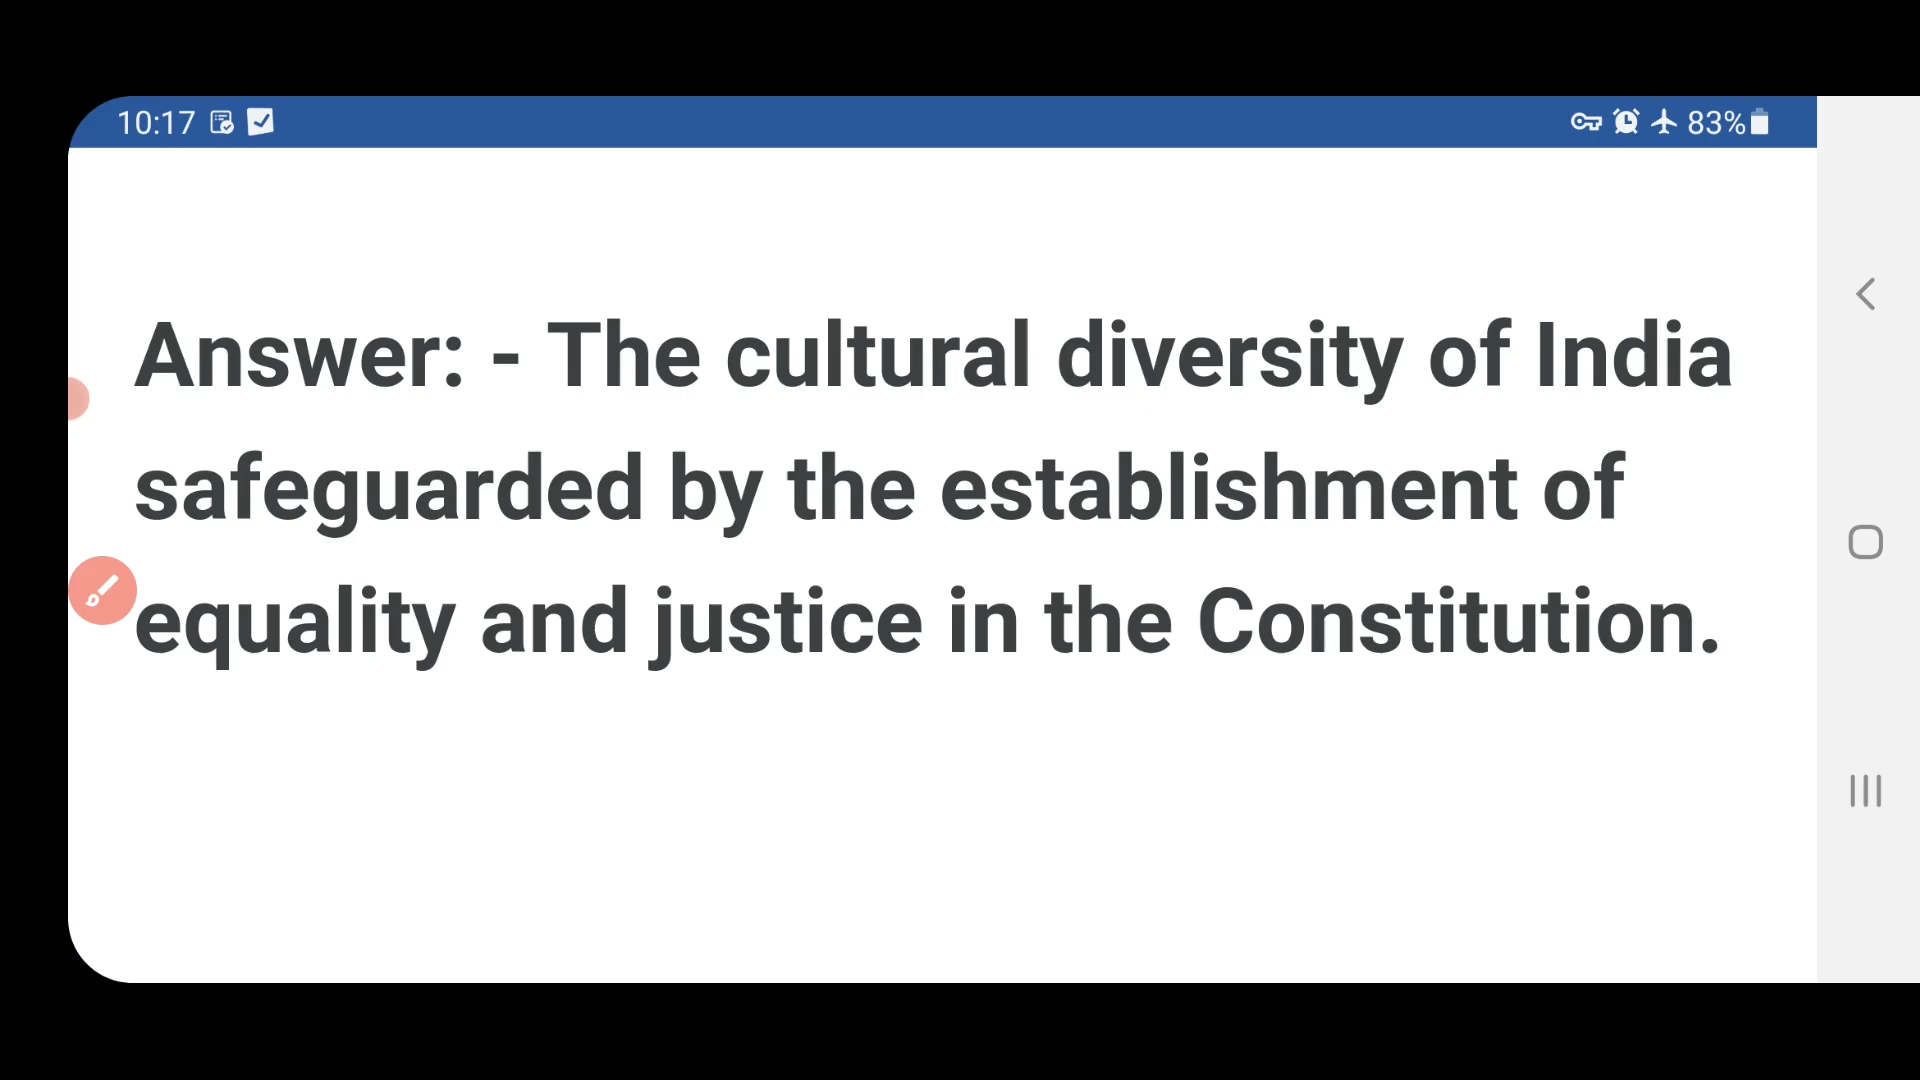 10:17 83%
Answer: - The cultural diversity of India
safeguarded by the establishment of
equality and justice in the Constitution.